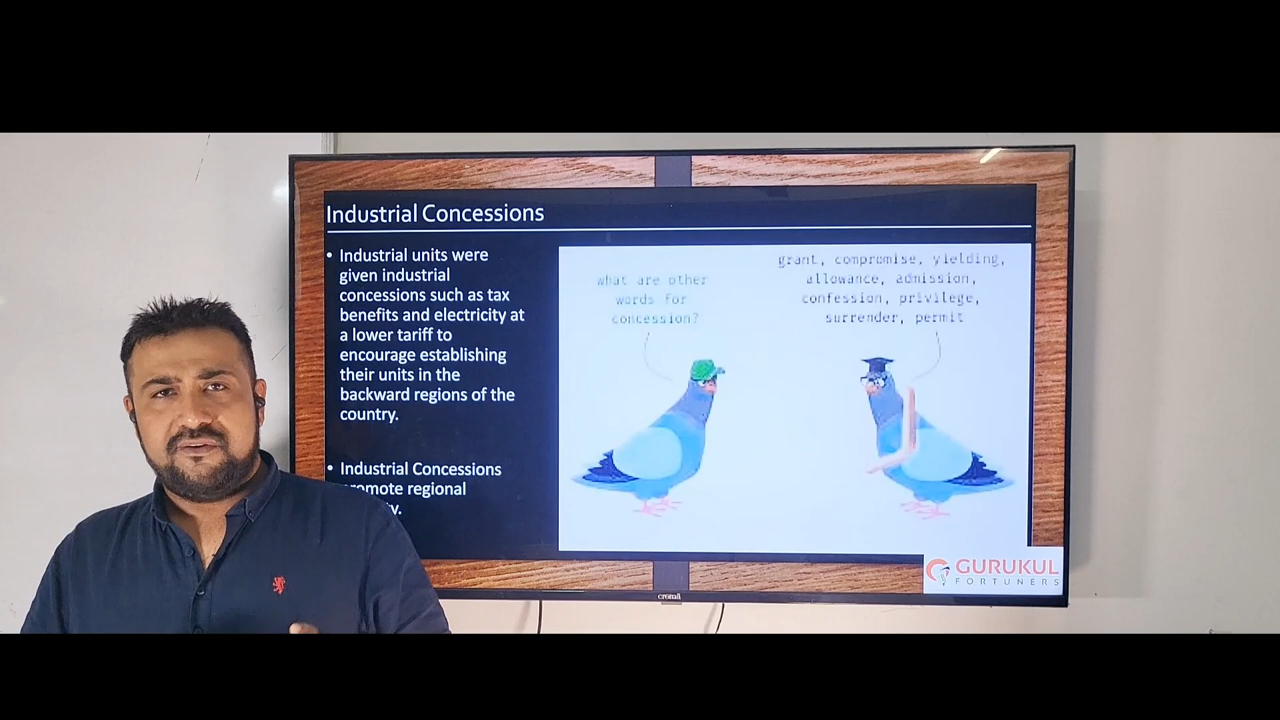 Industrial Concessions
• Industrial units were
given industrial
concessions such as tax
benefits and electricity at
a lower tariff to
encourage establishing
their units in the
backward regions of the
country.
• Industrial Concessions
regional
what are other
words for
concession?
grant, compromise, yielding,
allowance, admission,
confession, privilege,
surrender, permit
GURUKUL
FORTUNERS
croma